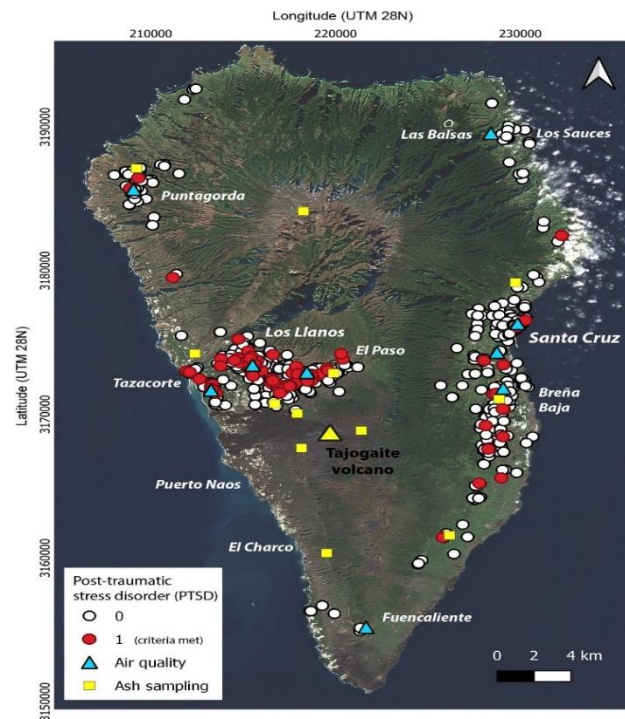 Longitude (UTM 28N)
210000 220000 230000
Latitude (UTM 28N)
3190000
3180000
3170000
3160000
3150000
Las Balsas
Los Sauces
Puntagorda
Los Llanos
El Paso
Santa Cruz
Tazacorte
Breña
Baja
Tajogaite
volcano
Puerto Naos
El Charco
Fuencaliente
Post-traumatic
stress disorder (PTSD)
0
1 (criteria met)
Air quality
Ash sampling
0 2 4 km